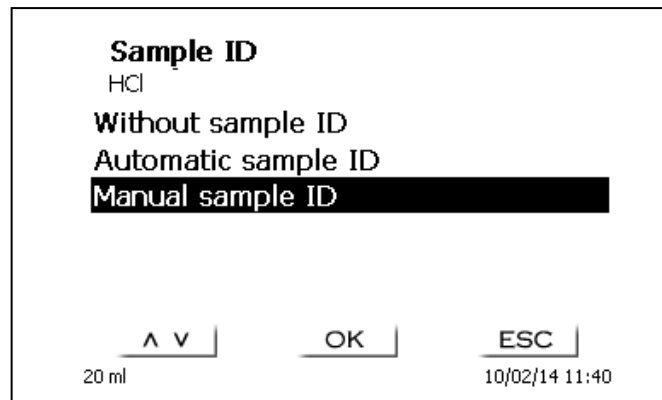 Sample ID
HCl
Without sample ID
Automatic sample ID
Manual sample ID
∧ ∨ OK ESC
20 ml 10/02/14 11:40